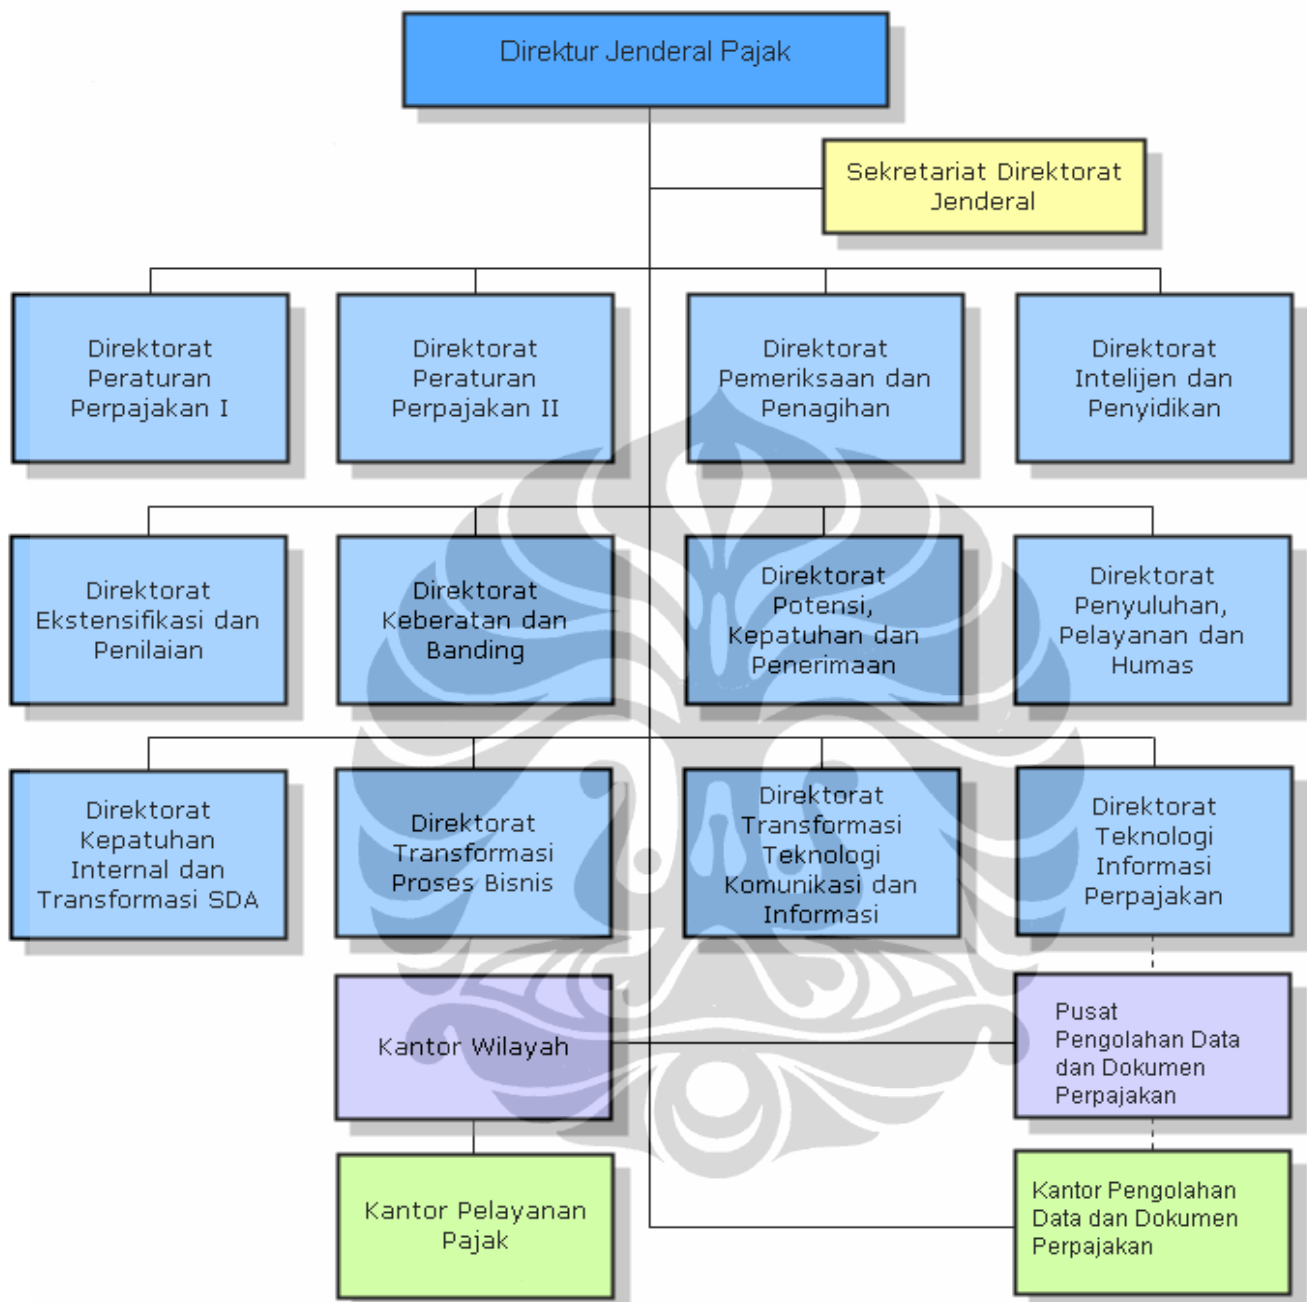 Direktur Jenderal Pajak
Sekretariat Direktorat
Jenderal
Direktorat
Peraturan
Perpajakan I
Direktorat
Peraturan
Perpajakan II
Direktorat
Pemeriksaan dan
Penagihan
Direktorat
Intelijen dan
Penyidikan
Direktorat
Ekstensifikasi dan
Penilaian
Direktorat
Keberatan dan
Banding
Direktorat
Potensi,
Kepatuhan dan
Penerimaan
Direktorat
Penyuluhan,
Pelayanan dan
Humas
Direktorat
Kepatuhan
Internal dan
Transformasi SDA
Direktorat
Transformasi
Proses Bisnis
Direktorat
Transformasi
Teknologi
Komunikasi dan
Informasi
Direktorat
Teknologi
Informasi
Perpajakan
Kantor Wilayah
Pusat
Pengolahan Data
dan Dokumen
Perpajakan
Kantor Pelayanan
Pajak
Kantor Pengolahan
Data dan Dokumen
Perpajakan